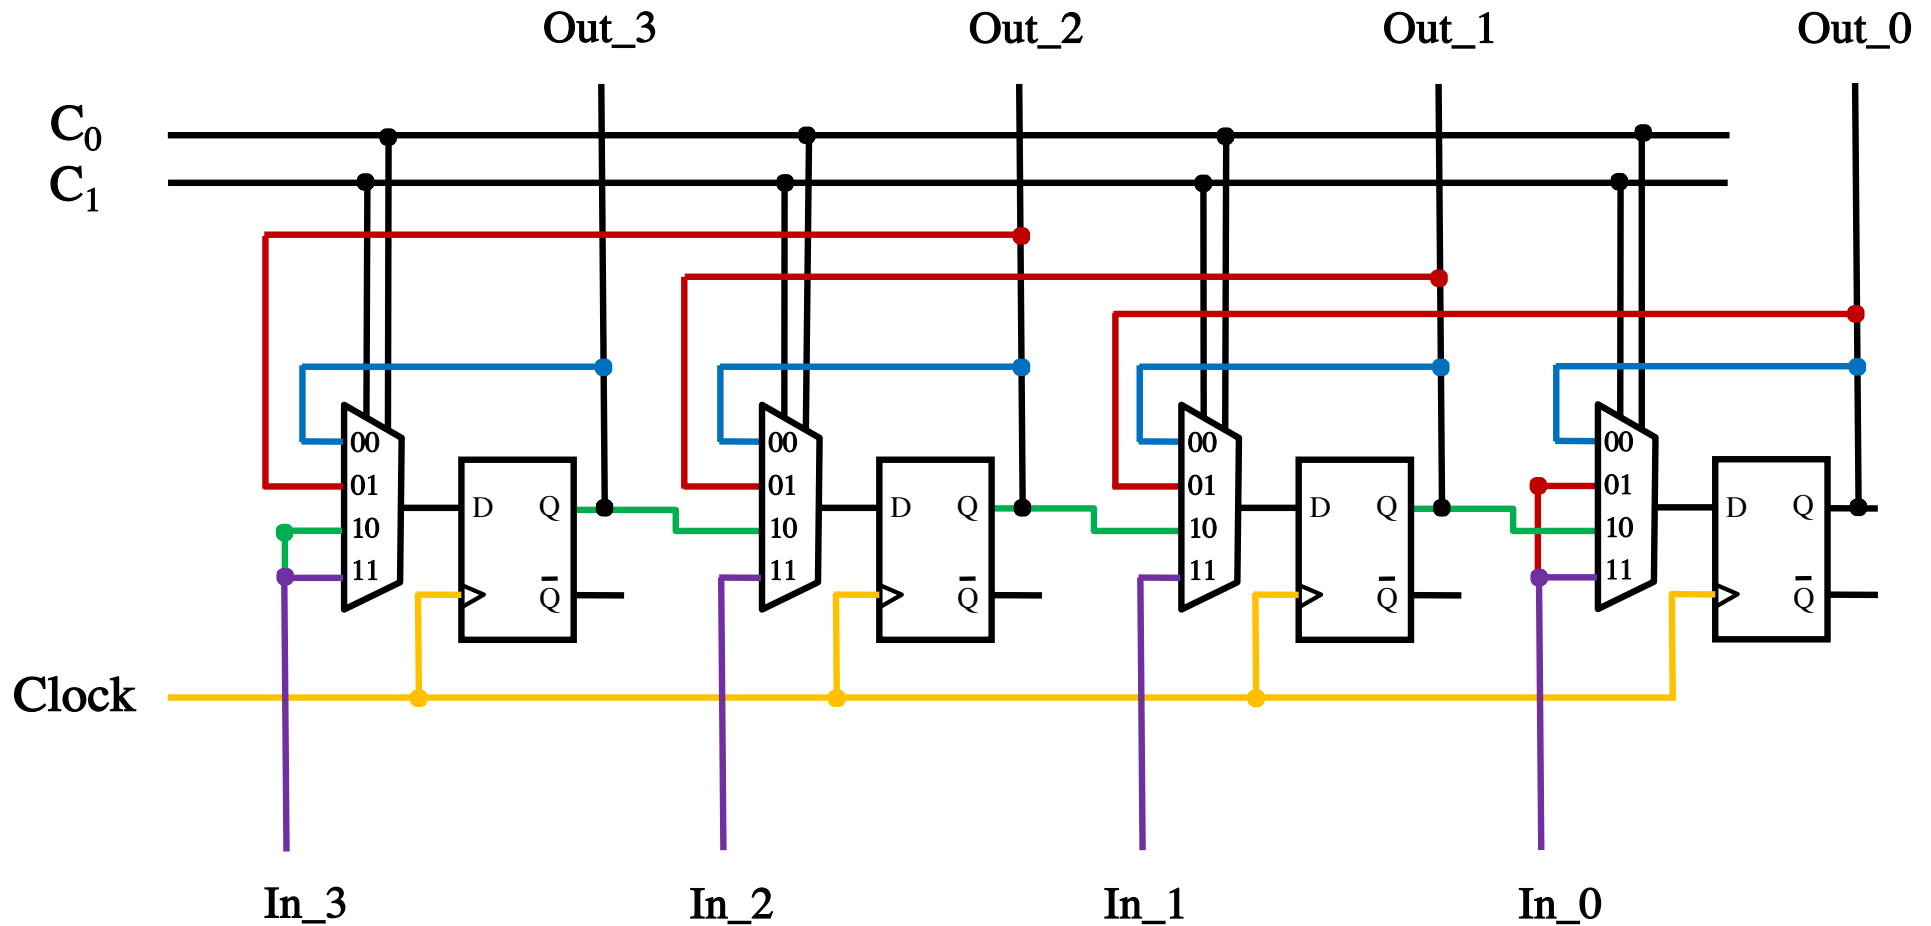 Out_3 Out_2 Out_1 Out_0
C0
C1
00 00 00 00
01 01 01 01
D Q D Q D Q D Q
10 10 10 10
11 11 11 11
Q̅ Q̅ Q̅ Q̅
Clock
In_3 In_2 In_1 In_0